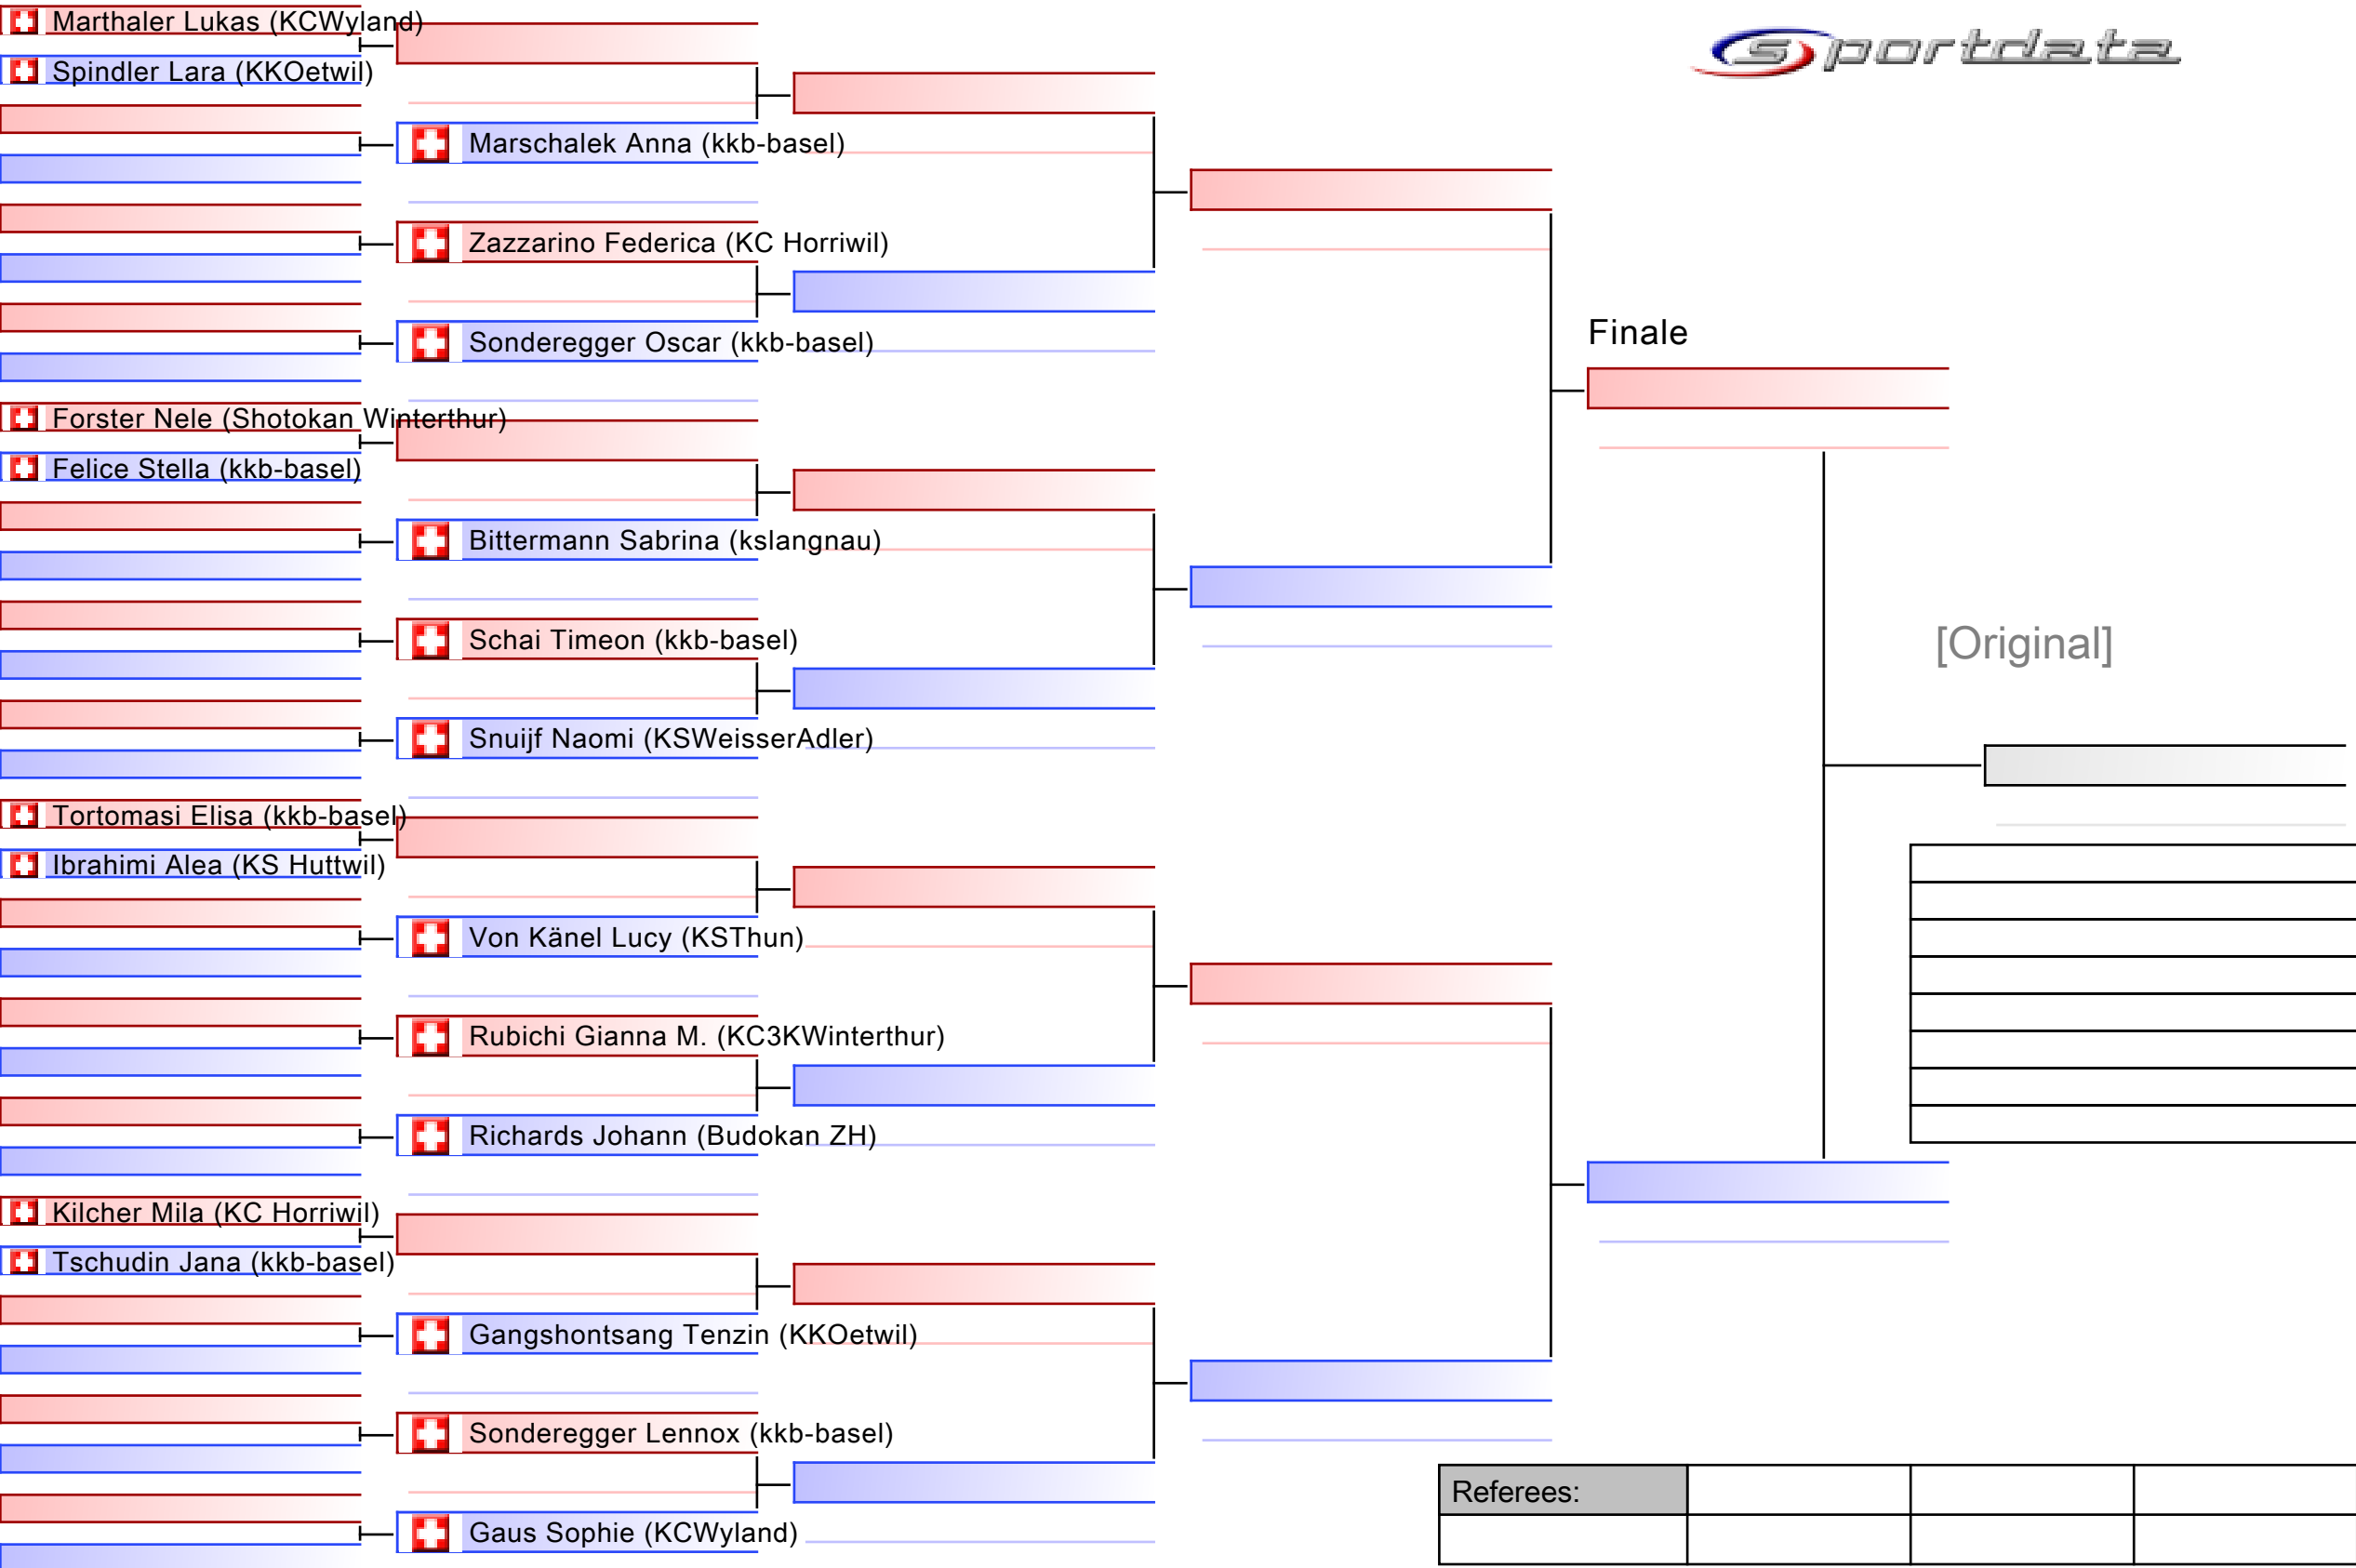 Marthaler Lukas (KCWyland)
Spindler Lara (KKOetwil)
Marschalek Anna (kkb-basel)
Zazzarino Federica (KC Horriwil)
Sonderegger Oscar (kkb-basel)
Forster Nele (Shotokan Winterthur)
Felice Stella (kkb-basel)
Bittermann Sabrina (kslangnau)
Schai Timeon (kkb-basel)
Snuijf Naomi (KSWeisserAdler)
Tortomasi Elisa (kkb-basel)
Ibrahimi Alea (KS Huttwil)
Von Känel Lucy (KSThun)
Rubichi Gianna M. (KC3KWinterthur)
Richards Johann (Budokan ZH)
Kilcher Mila (KC Horriwil)
Tschudin Jana (kkb-basel)
Gangshontsang Tenzin (KKOetwil)
Sonderegger Lennox (kkb-basel)
Gaus Sophie (KCWyland)
sportdata
Finale
[Original]
Referees: